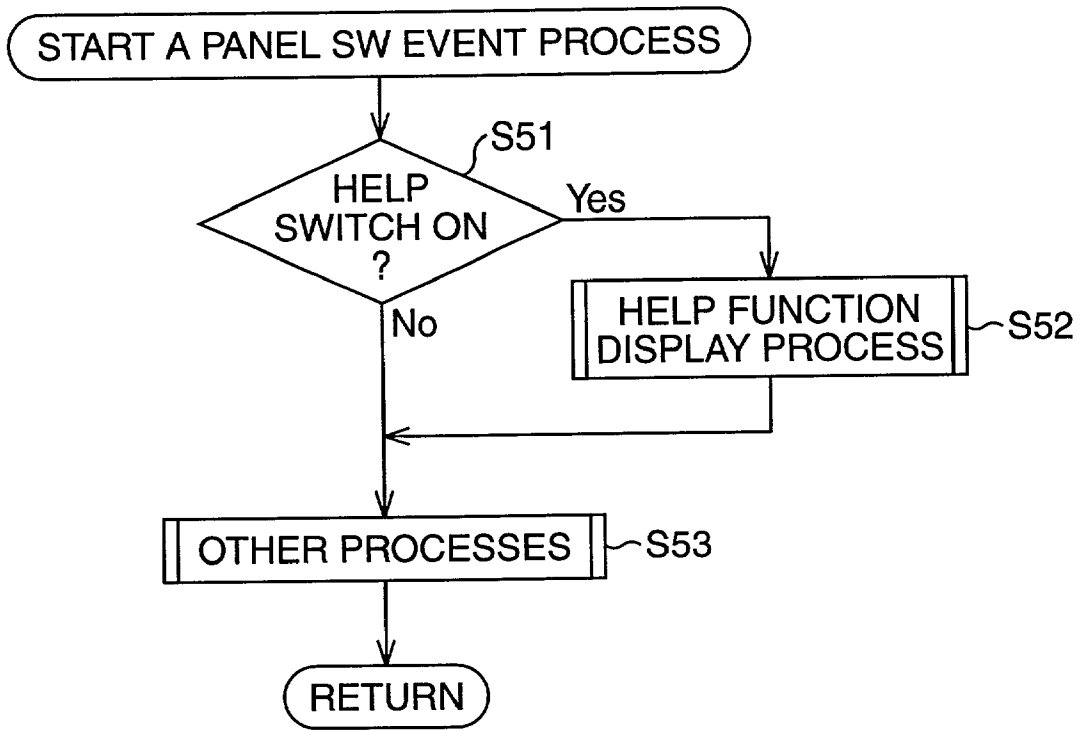 START A PANEL SW EVENT PROCESS
S51
HELP
SWITCH ON
?
Yes
No
HELP FUNCTION
DISPLAY PROCESS
S52
OTHER PROCESSES
S53
RETURN